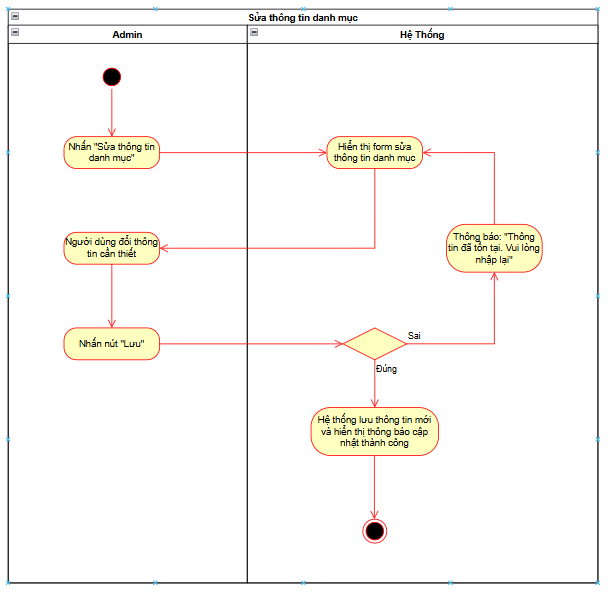 Sửa thông tin danh mục
Admin
Hệ Thống
Nhấn "Sửa thông tin
danh mục"
Hiển thị form sửa
thông tin danh mục
Người dùng đổi thông
tin cần thiết
Thông báo: "Thông
tin đã tồn tại. Vui lòng
nhập lại"
Nhấn nút "Lưu"
Sai
Đúng
Hệ thống lưu thông tin mới
và hiển thị thông báo cập
nhật thành công